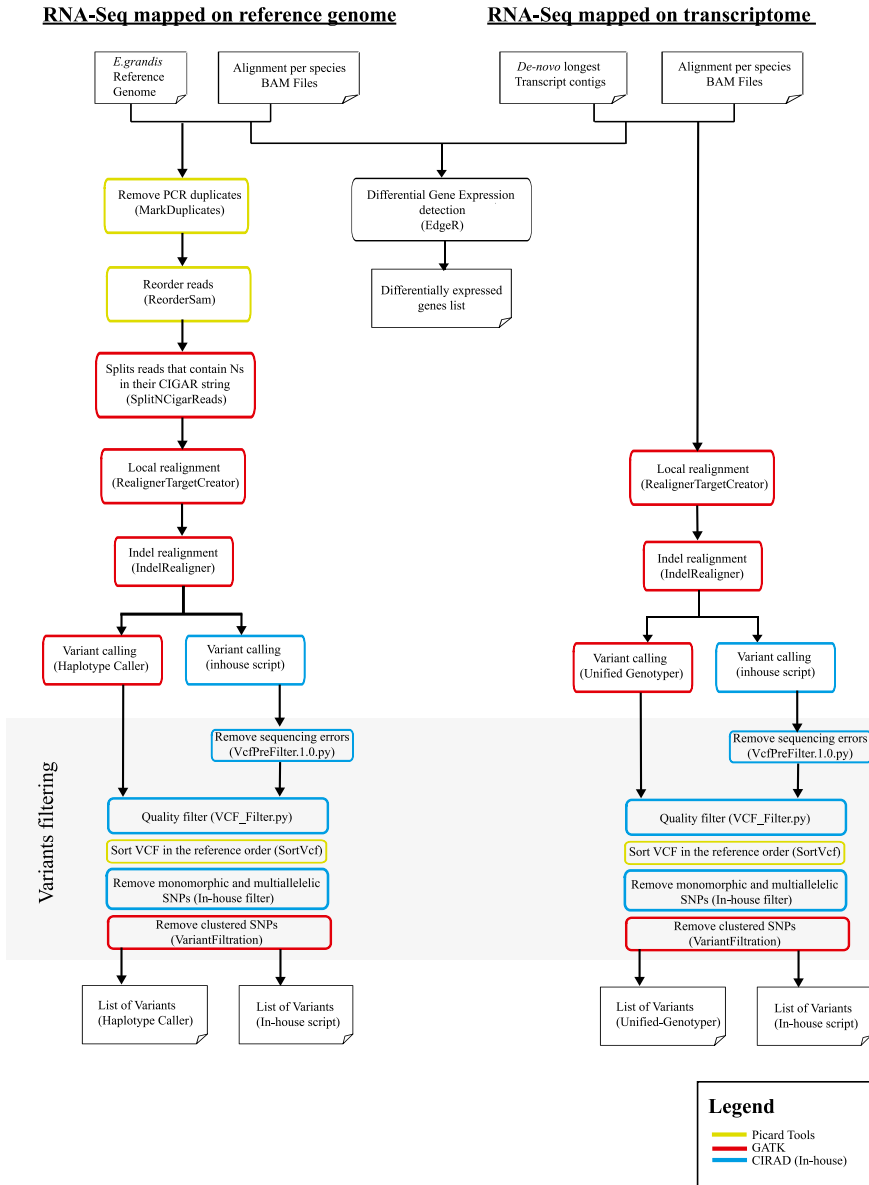 RNA-Seq mapped on reference genome
RNA-Seq mapped on transcriptome
E.grandis
Reference
Genome
Alignment per species
BAM Files
De-novo longest
Transcript contigs
Alignment per species
BAM Files
Remove PCR duplicates
(MarkDuplicates)
Differential Gene Expression
detection
(EdgeR)
Reorder reads
(ReorderSam)
Differentially expressed
genes list
Splits reads that contain Ns
in their CIGAR string
(SplitNCigarReads)
Local realignment
(RealignerTargetCreator)
Local realignment
(RealignerTargetCreator)
Indel realignment
(IndelRealigner)
Indel realignment
(IndelRealigner)
Variant calling
(Haplotype Caller)
Variant calling
(inhouse script)
Variant calling
(Unified Genotyper)
Variant calling
(inhouse script)
Variants filtering
Remove sequencing errors
(VcfPreFilter.1.0.py)
Remove sequencing errors
(VcfPreFilter.1.0.py)
Quality filter (VCF_Filter.py)
Quality filter (VCF_Filter.py)
Sort VCF in the reference order (SortVcf)
Sort VCF in the reference order (SortVcf)
Remove monomorphic and multiallelic
SNPs (In-house filter)
Remove monomorphic and multiallelic
SNPs (In-house filter)
Remove clustered SNPs
(VariantFiltration)
Remove clustered SNPs
(VariantFiltration)
List of Variants
(Haplotype Caller)
List of Variants
(In-house script)
List of Variants
(Unified-Genotyper)
List of Variants
(In-house script)
Legend
Picard Tools
GATK
CIRAD (In-house)